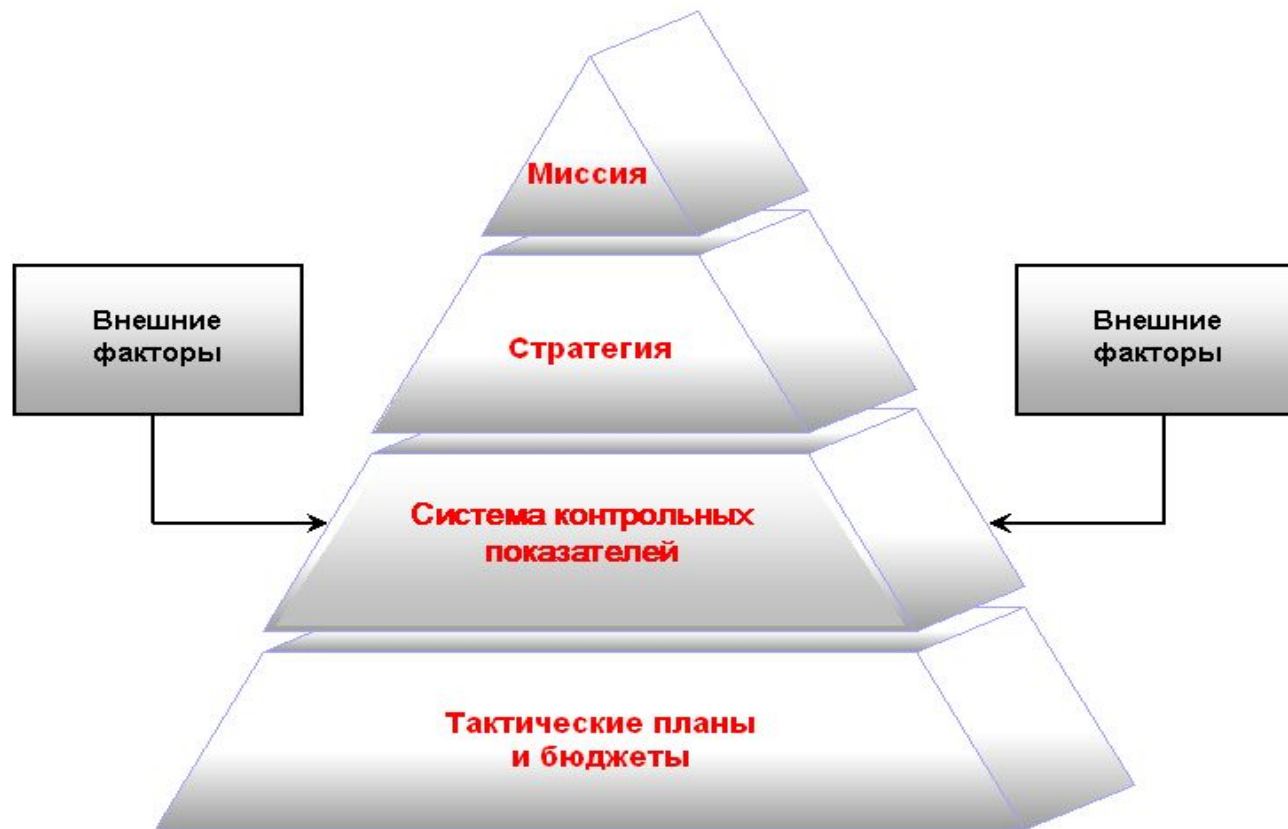 Миссия
Стратегия
Внешние
факторы
Внешние
факторы
Система контрольных
показателей
Тактические планы
и бюджеты